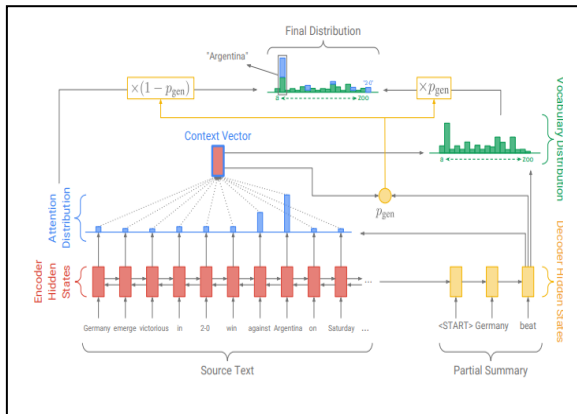 Final Distribution
"Argentina"
"2-0"
×(1 − pgen)
×pgen
a
zoo
Context Vector
a
zoo
Vocabulary Distribution
Attention
Distribution
pgen
Encoder
Hidden
States
Decoder Hidden States
...
Germany emerge victorious in 2-0 win against Argentina on Saturday ...
<START> Germany beat
Source Text
Partial Summary